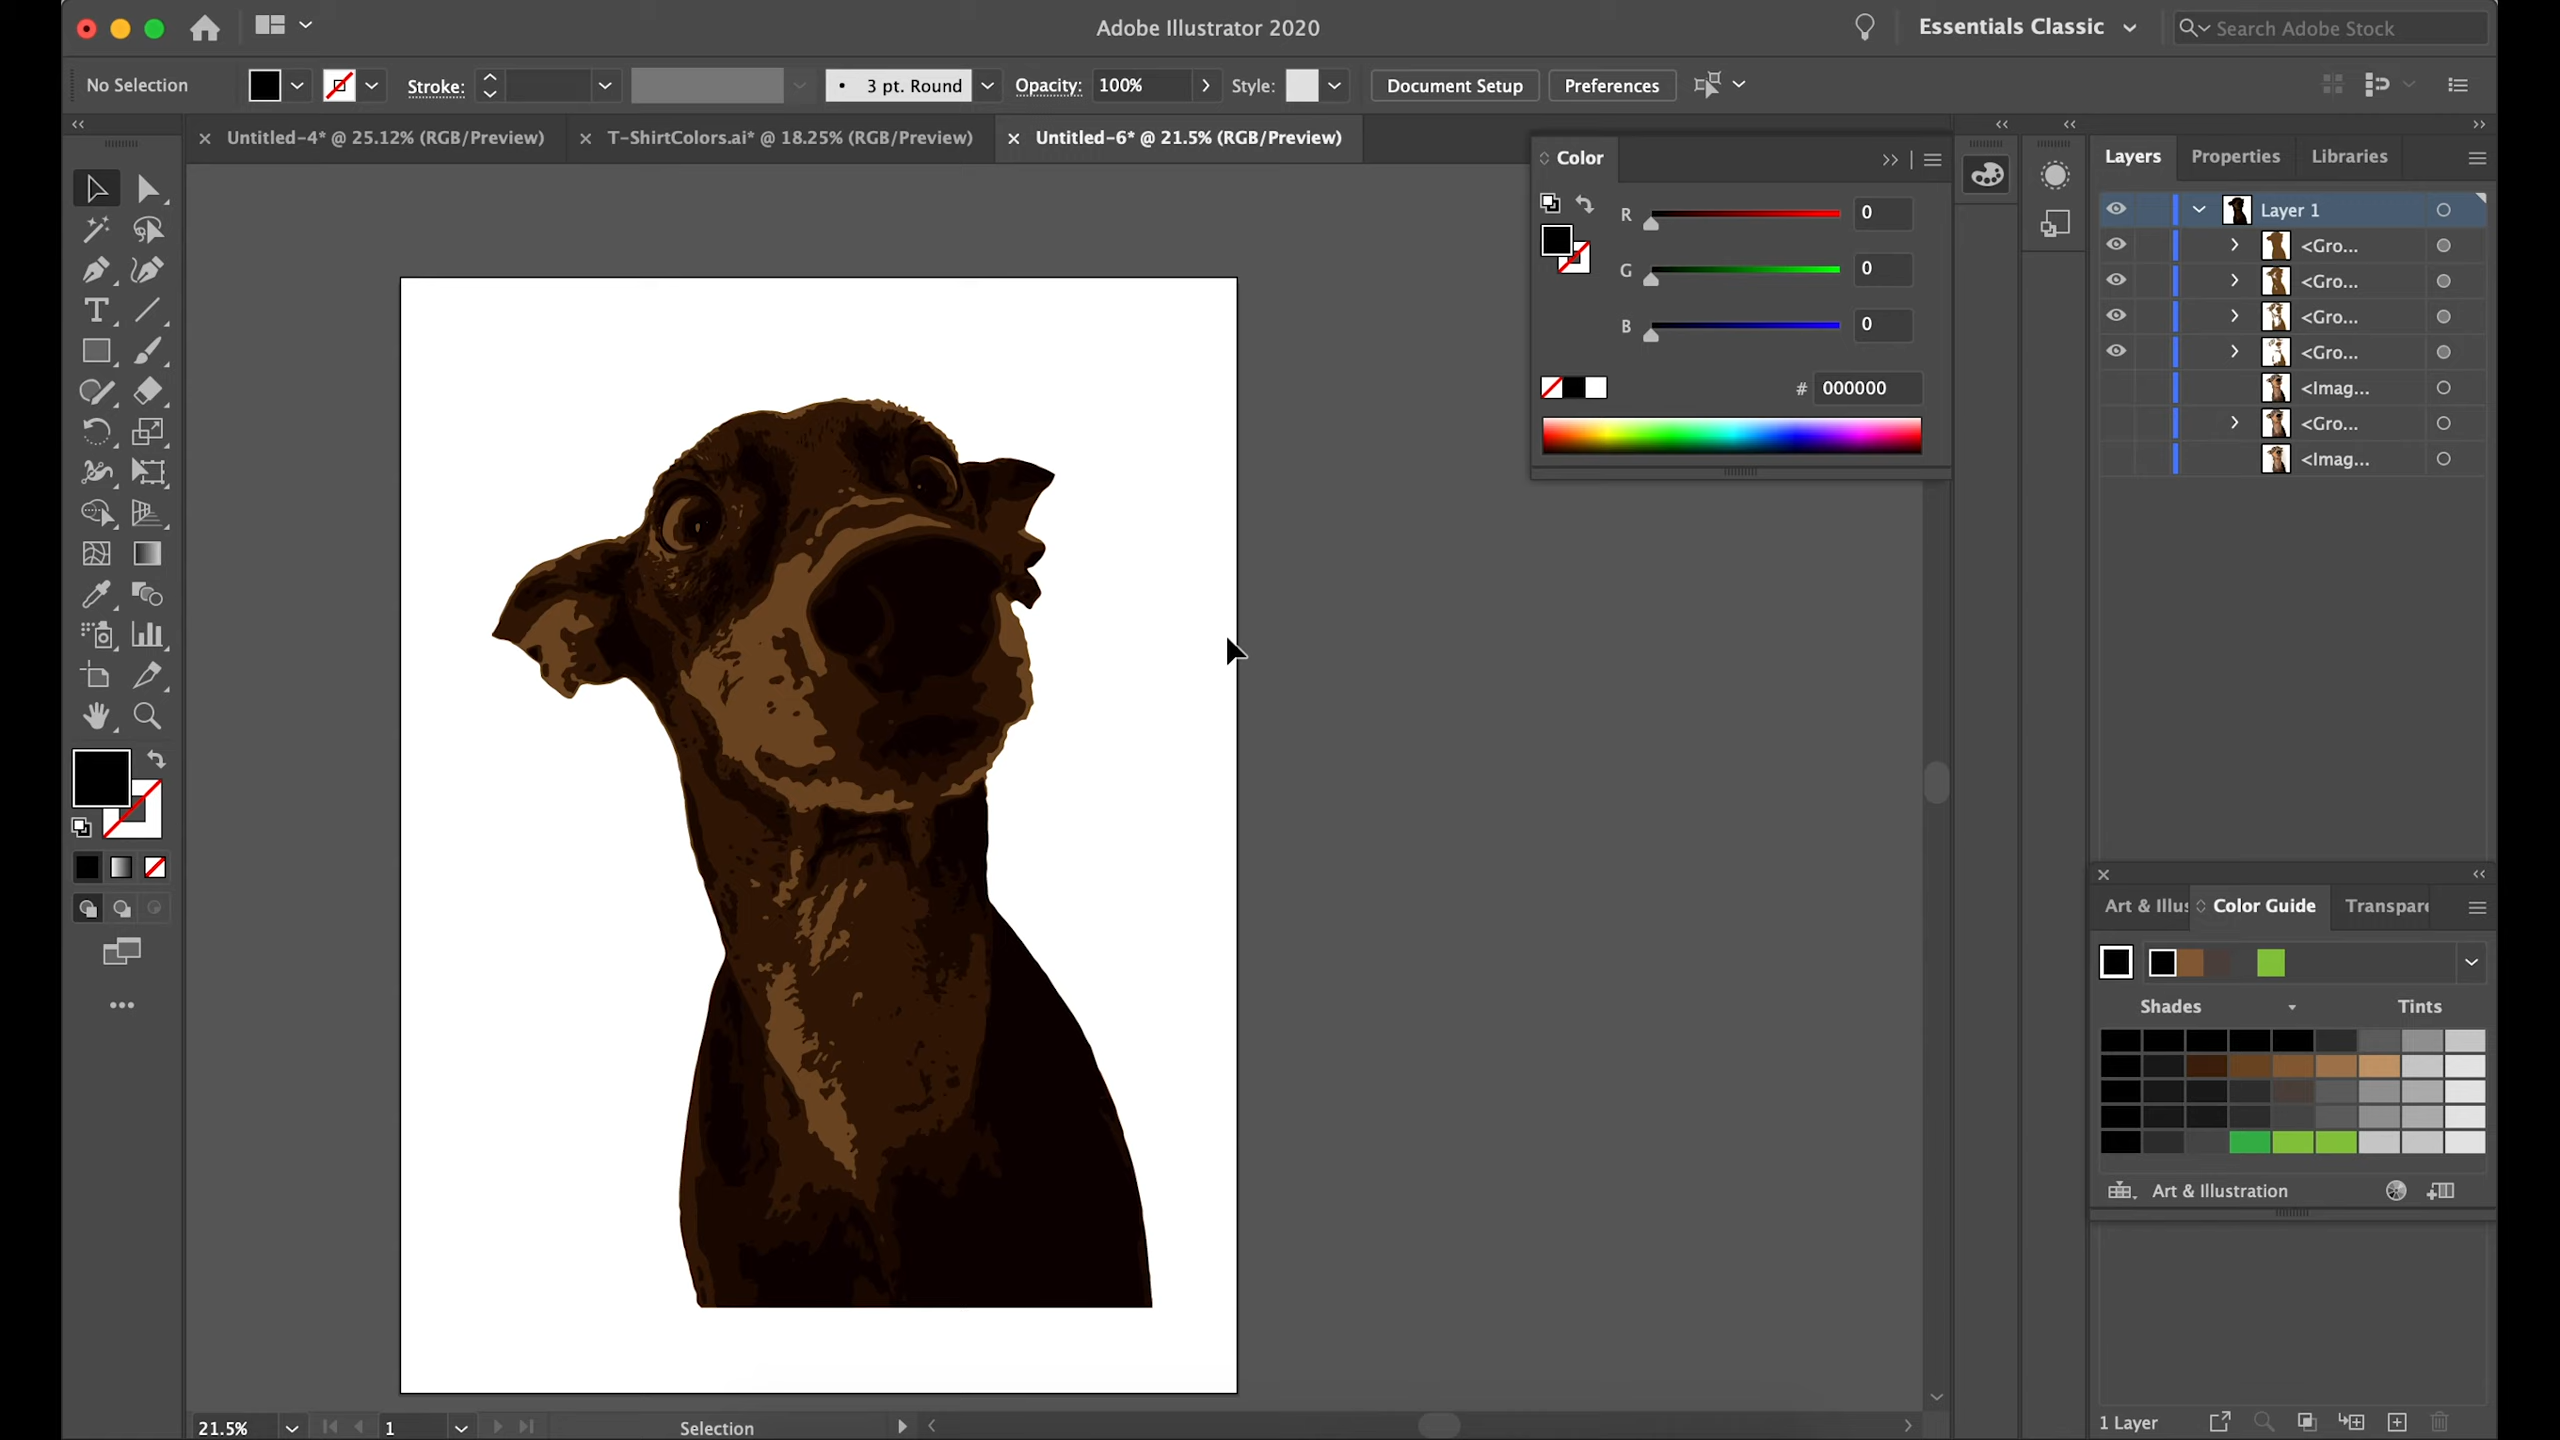 Adobe Illustrator 2020
Essentials Classic
Search Adobe Stock
No Selection
Stroke:
3 pt. Round
Opacity:
100%
Style:
Document Setup
Preferences
Untitled-4* @ 25.12% (RGB/Preview)
T-ShirtColors.ai* @ 18.25% (RGB/Preview)
Untitled-6* @ 21.5% (RGB/Preview)
Color
R
0
G
0
B
0
# 000000
Layers
Properties
Libraries
Layer 1
<Gro...
<Gro...
<Gro...
<Gro...
<Imag...
<Gro...
<Imag...
Art & Illus
Color Guide
Transpare
Shades
Tints
Art & Illustration
1 Layer
21.5%
1
Selection